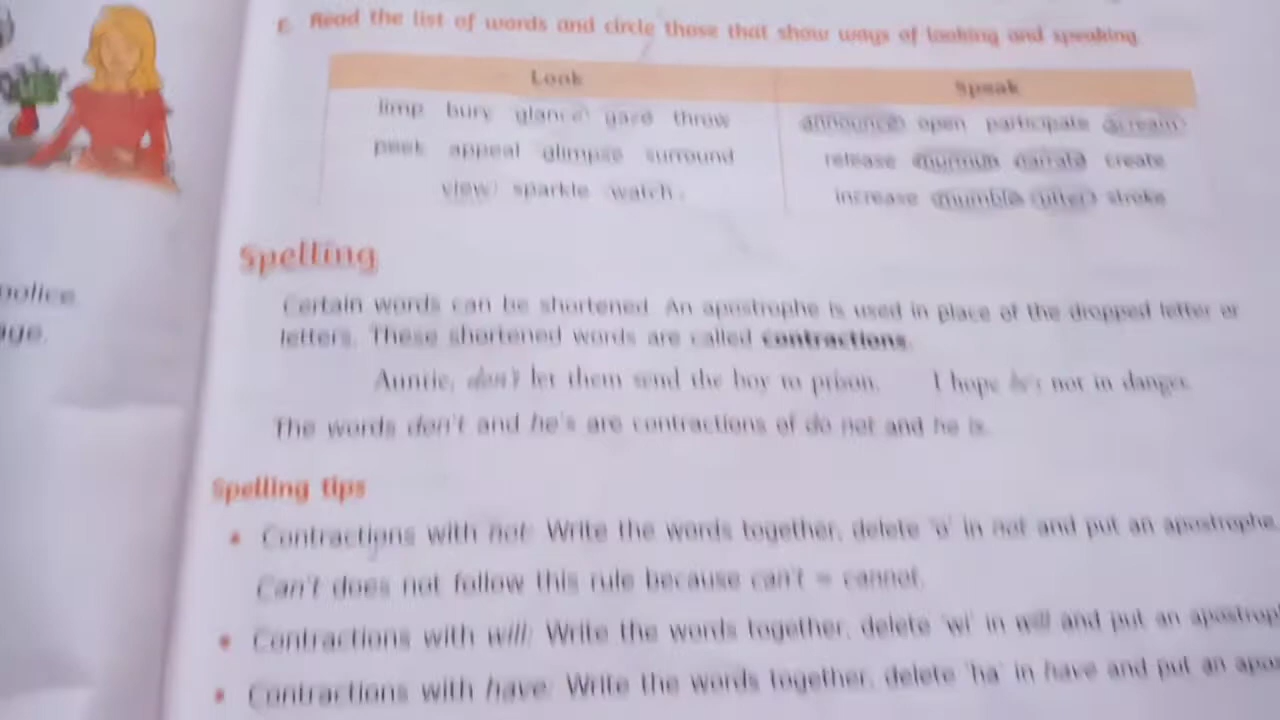 E. Read the list of words and circle those that show ways of looking and speaking.
Look
Speak
limp bury glance gaze throw
announce open participate scream
peek appeal glimpse surround
release murmur narrate create
view sparkle watch
increase mumble utter stroke
Spelling
Certain words can be shortened. An apostrophe is used in place of the dropped letter or
police
letters. These shortened words are called contractions.
Auntie, don't let them send the boy to prison. I hope he's not in danger.
The words don't and he's are contractions of do not and he is.
Spelling tips
• Contractions with not: Write the words together, delete 'o' in not and put an apostrophe.
Can't does not follow this rule because can't = cannot.
• Contractions with will: Write the words together, delete 'wi' in will and put an apostrop
• Contractions with have: Write the words together, delete 'ha' in have and put an apos